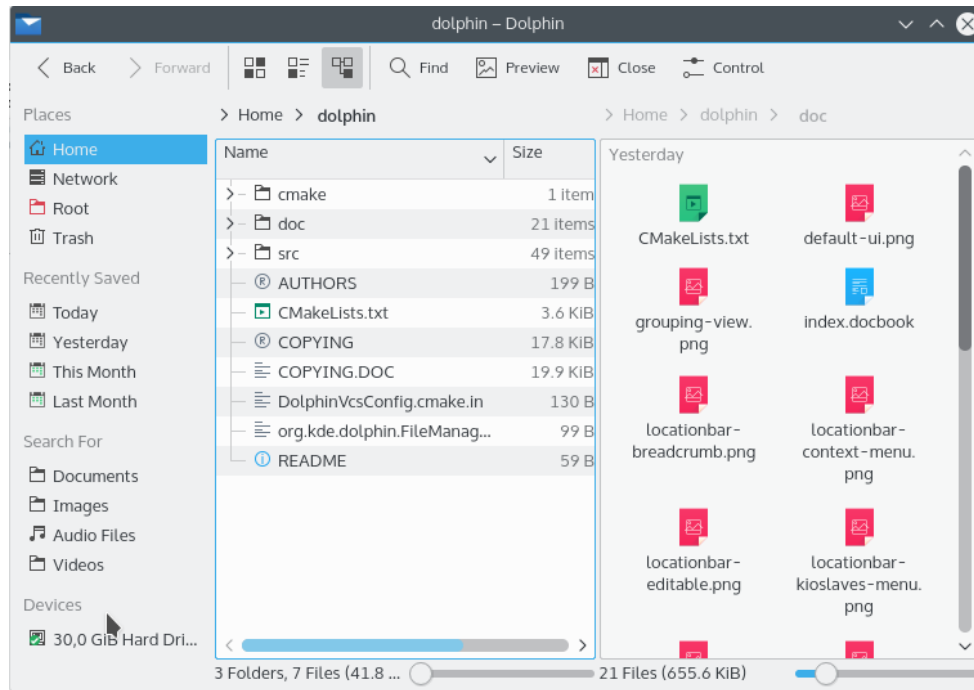 dolphin – Dolphin
Back
Forward
Find
Preview
Close
Control
Places
Home
Network
Root
Trash
Recently Saved
Today
Yesterday
This Month
Last Month
Search For
Documents
Images
Audio Files
Videos
Devices
30,0 GiB Hard Dri...
Home > dolphin
Name
Size
cmake 1 item
doc 21 items
src 49 items
AUTHORS 199 B
CMakeLists.txt 3.6 KiB
COPYING 17.8 KiB
COPYING.DOC 19.9 KiB
DolphinVcsConfig.cmake.in 130 B
org.kde.dolphin.FileManag... 99 B
README 59 B
3 Folders, 7 Files (41.8 ...
Home > dolphin > doc
Yesterday
CMakeLists.txt
default-ui.png
grouping-view.
png
index.docbook
locationbar-
breadcrumb.png
locationbar-
context-menu.
png
locationbar-
editable.png
locationbar-
kioslaves-menu.
png
21 Files (655.6 KiB)